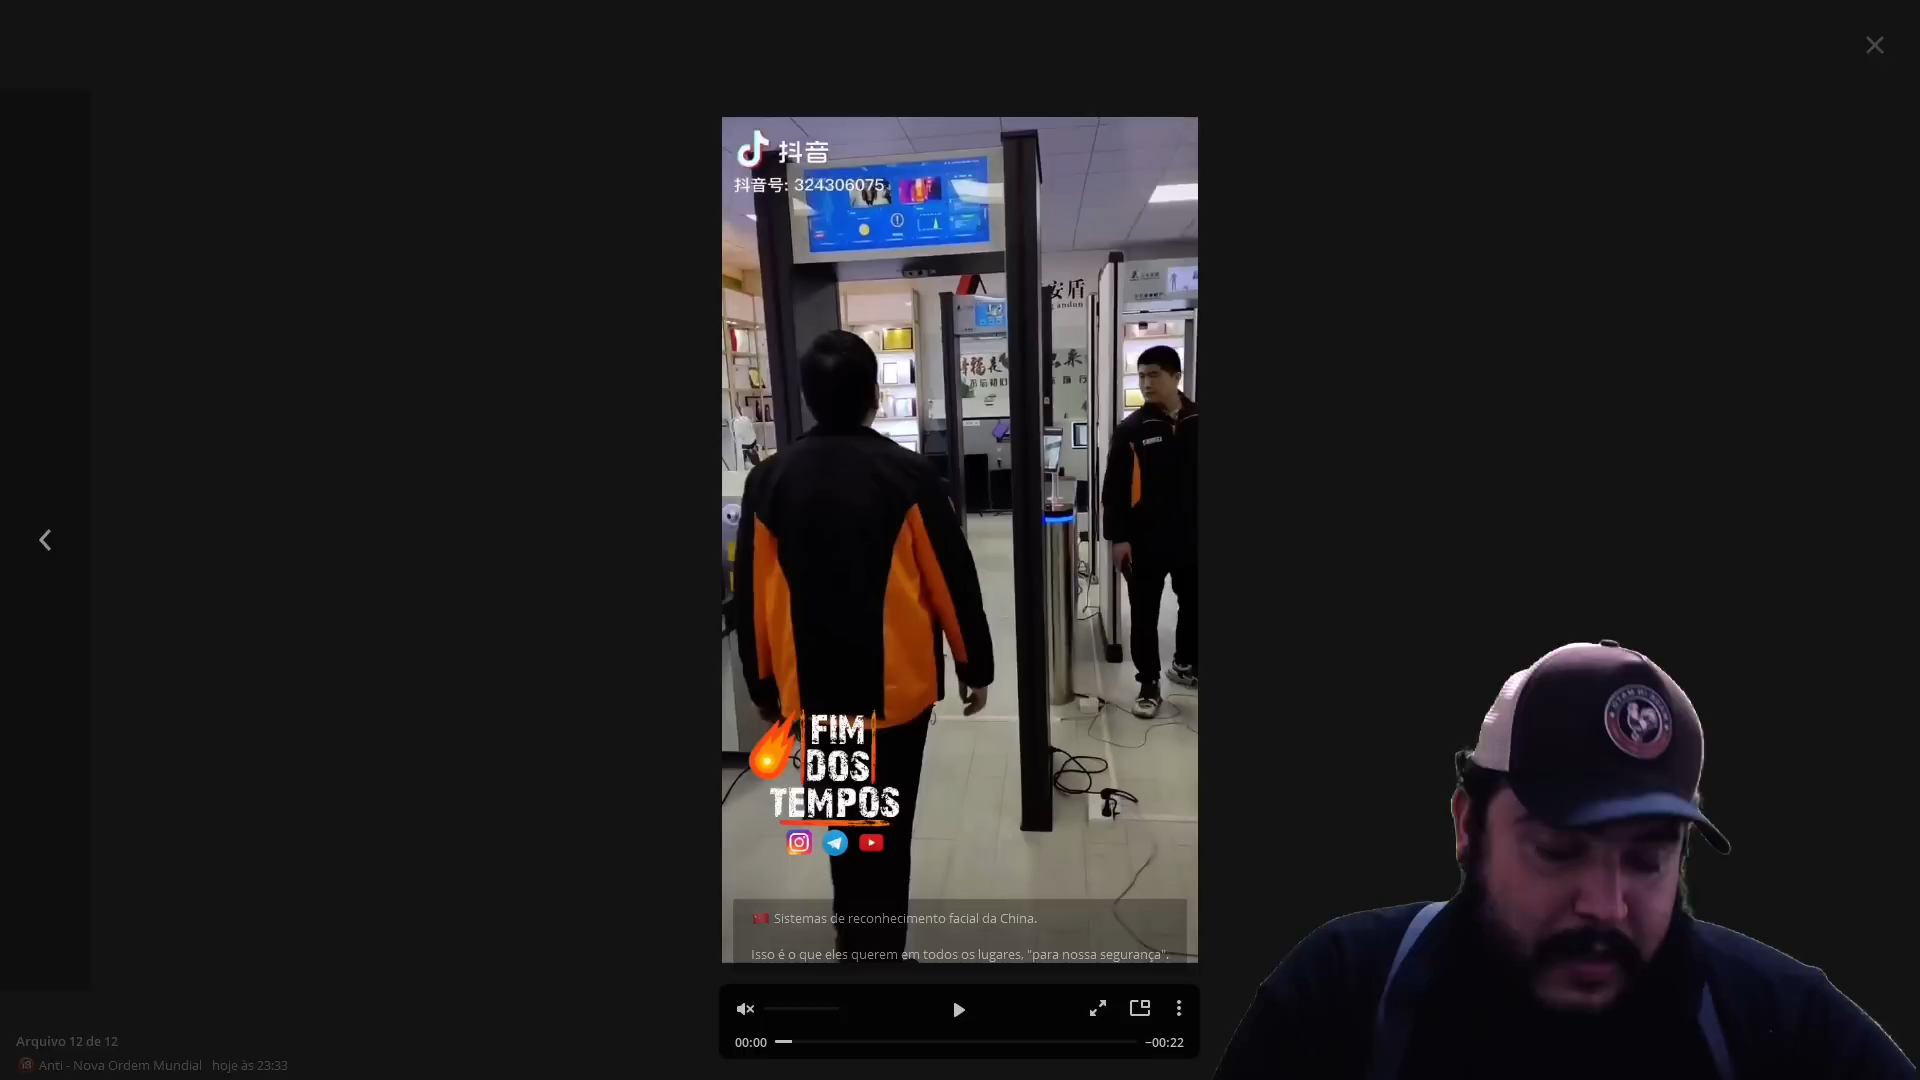 抖音
抖音号: 324306075
安盾
andun
FIM
DOS
TEMPOS
🇨🇳 Sistemas de reconhecimento facial da China.
Isso é o que eles querem em todos os lugares, "para nossa segurança".
00:00
−00:22
Arquivo 12 de 12
Anti - Nova Ordem Mundial hoje às 23:33